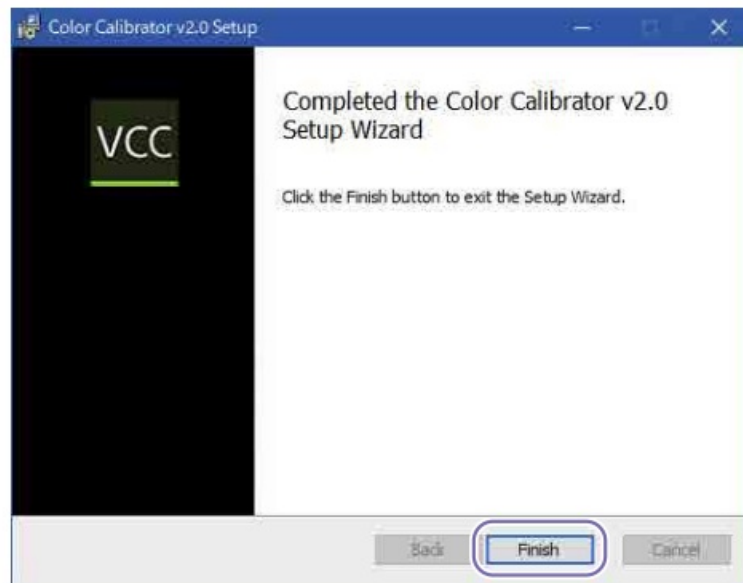 Color Calibrator v2.0 Setup
VCC
Completed the Color Calibrator v2.0
Setup Wizard
Click the Finish button to exit the Setup Wizard.
Back
Finish
Cancel